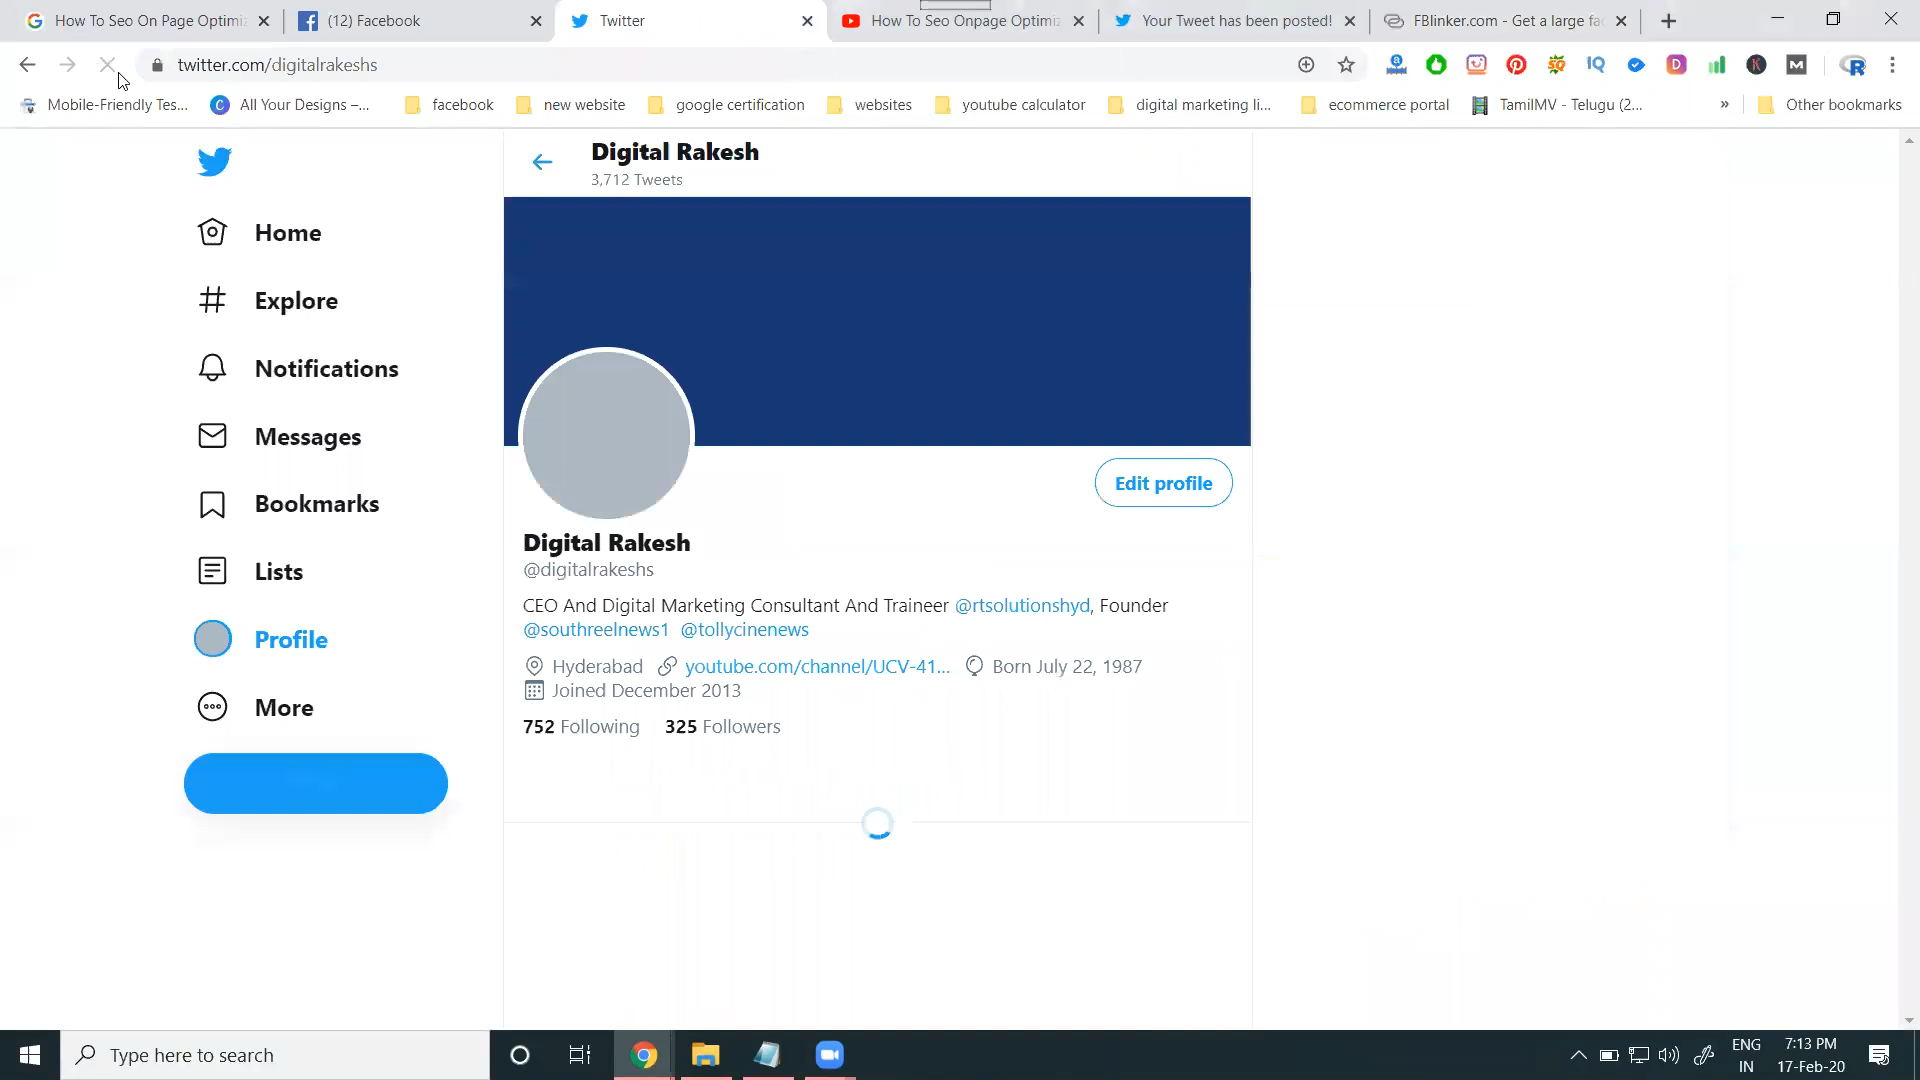 How To Seo On Page Optimiz
(12) Facebook
Twitter
How To Seo Onpage Optimiz
Your Tweet has been posted!
FBlinker.com - Get a large fac
twitter.com/digitalrakeshs
Mobile-Friendly Tes...
All Your Designs –...
facebook
new website
google certification
websites
youtube calculator
digital marketing li...
ecommerce portal
TamilMV - Telugu (2...
»
Other bookmarks
Digital Rakesh
3,712 Tweets
Home
Explore
Notifications
Messages
Bookmarks
Lists
Profile
More
Edit profile
Digital Rakesh
@digitalrakeshs
CEO And Digital Marketing Consultant And Traineer @rtsolutionshyd, Founder
@southreelnews1 @tollycinenews
Hyderabad youtube.com/channel/UCV-41... Born July 22, 1987
Joined December 2013
752 Following 325 Followers
Type here to search
ENG
IN
7:13 PM
17-Feb-20